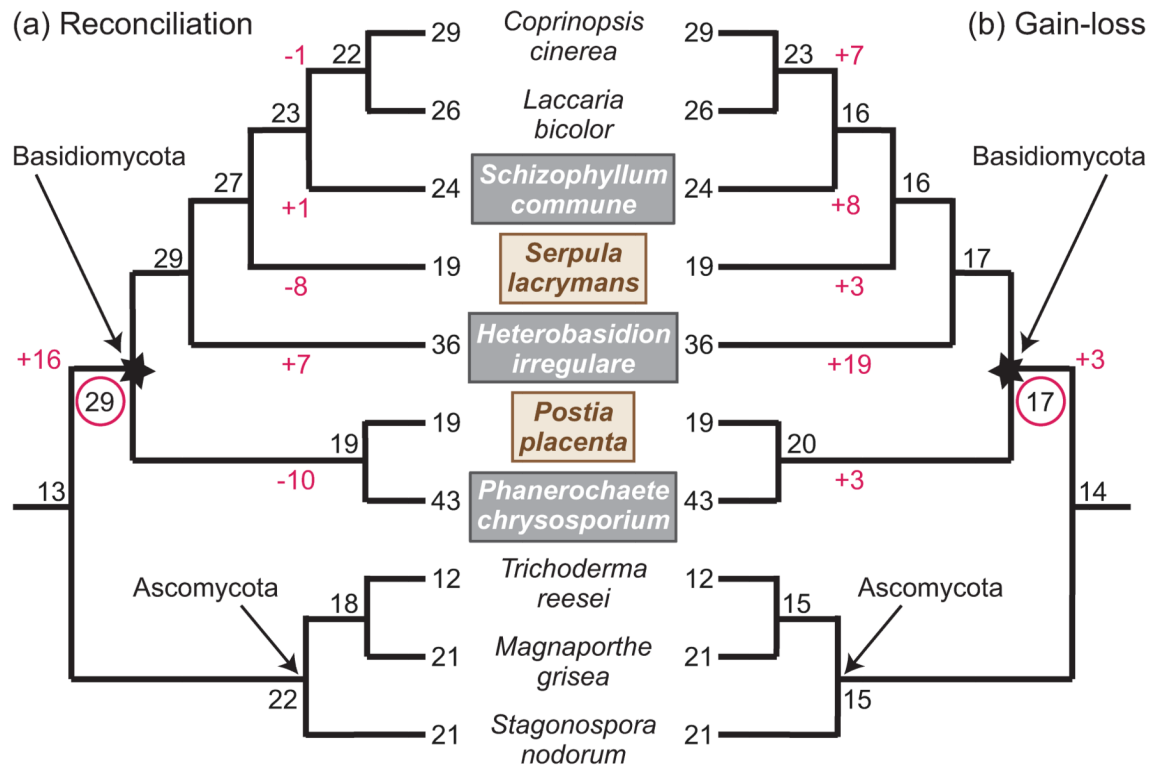 (a) Reconciliation
(b) Gain-loss
29
Coprinopsis
cinerea
29
-1
22
23
+7
26
Laccaria
bicolor
26
23
16
Basidiomycota
Basidiomycota
24
Schizophyllum
commune
24
27
16
+1
+8
19
Serpula
lacrymans
19
29
17
-8
+3
36
Heterobasidion
irregulare
36
+16
+7
+19
+3
29
17
19
Postia
placenta
19
19
20
-10
+3
43
Phanerochaete
chrysosporium
43
13
14
12
Trichoderma
reesei
12
Ascomycota
Ascomycota
18
15
21
Magnaporthe
grisea
21
22
15
21
Stagonospora
nodorum
21